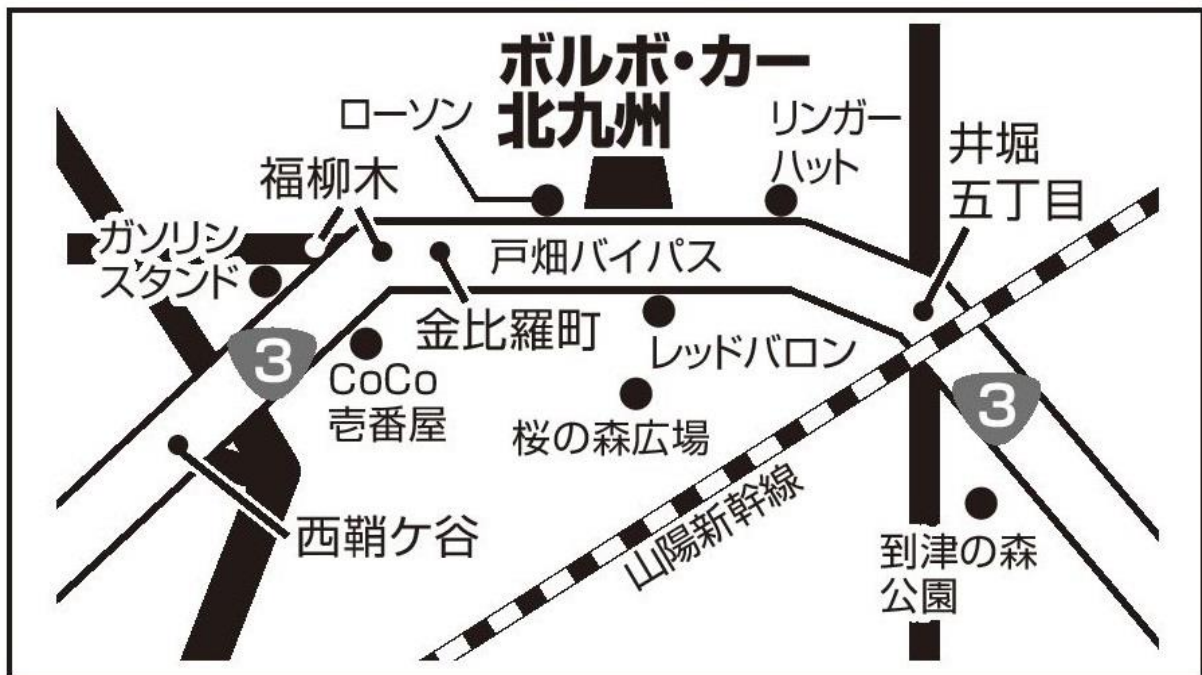 ボルボ・カー
北九州
ローソン
リンガー
ハット
井堀
五丁目
福柳木
ガソリン
スタンド
戸畑バイパス
金比羅町
レッドバロン
3
CoCo
壱番屋
桜の森広場
3
西鞘ケ谷
山陽新幹線
到津の森
公園